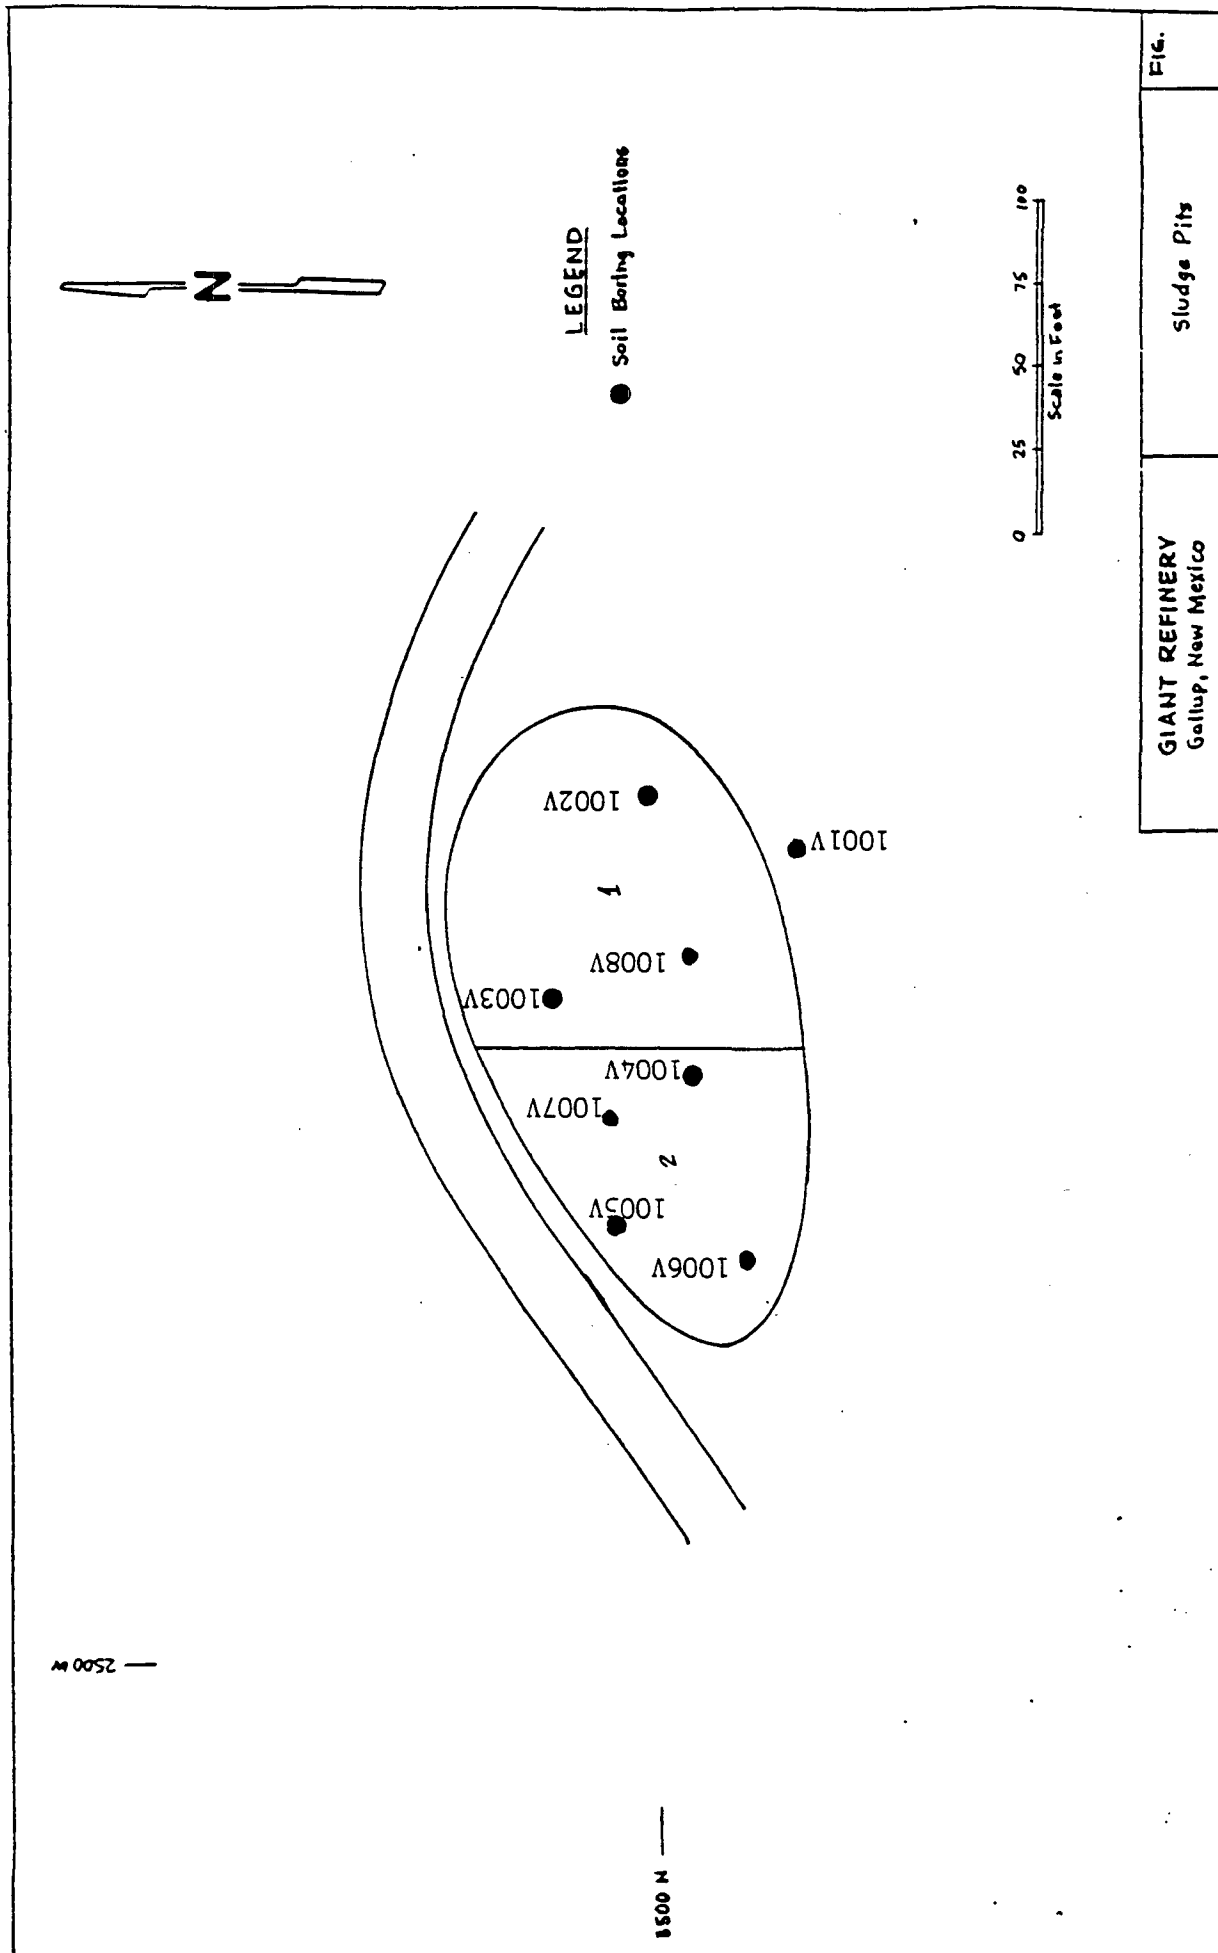 FIG.
Sludge Pits
GIANT REFINERY
Gallup, New Mexico
N
LEGEND
Soil Boring Locations
0 25 50 75 100
Scale in Feet
1002V
1001V
1
1008V
1003V
1004V
1007V
2
1005V
1006V
2500 W